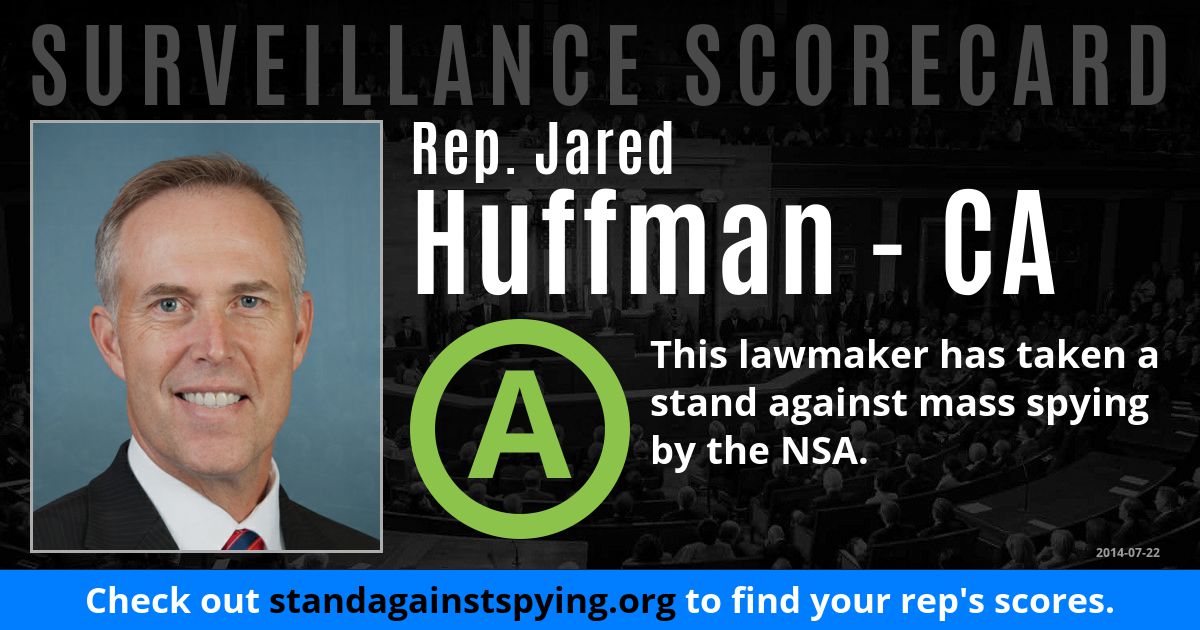 SURVEILLANCE SCORECARD
Rep. Jared
Huffman - CA
A
This lawmaker has taken a
stand against mass spying
by the NSA.
2014-07-22
Check out standagainstspying.org to find your rep's scores.